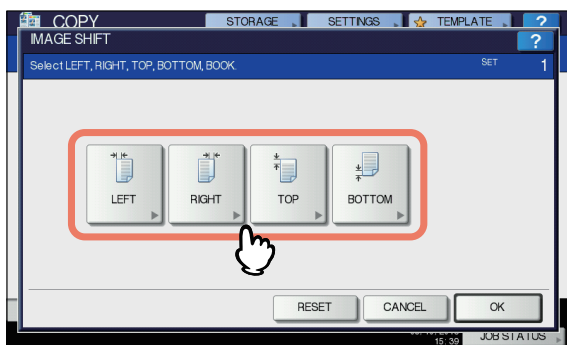 COPY STORAGE SETTINGS TEMPLATE ?
IMAGE SHIFT ?
Select LEFT, RIGHT, TOP, BOTTOM, BOOK. SET 1
LEFT RIGHT TOP BOTTOM
RESET CANCEL OK
15:39 JOB STATUS